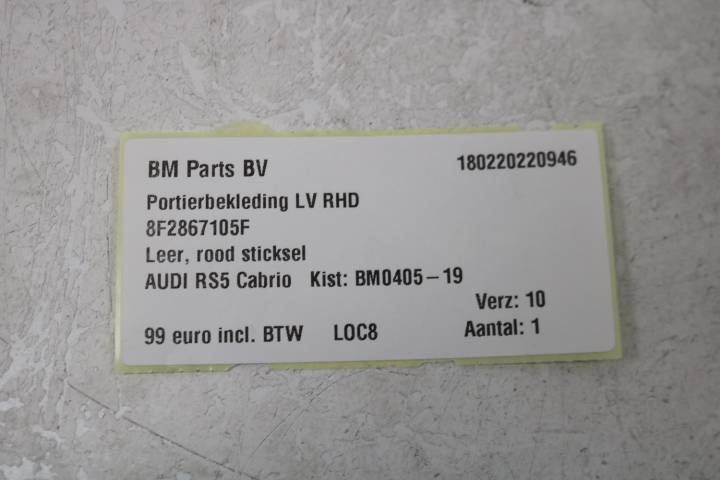 BM Parts BV 180220220946
Portierbekleding LV RHD
8F2867105F
Leer, rood sticksel
AUDI RS5 Cabrio Kist: BM0405-19
Verz: 10
99 euro incl. BTW LOC8 Aantal: 1